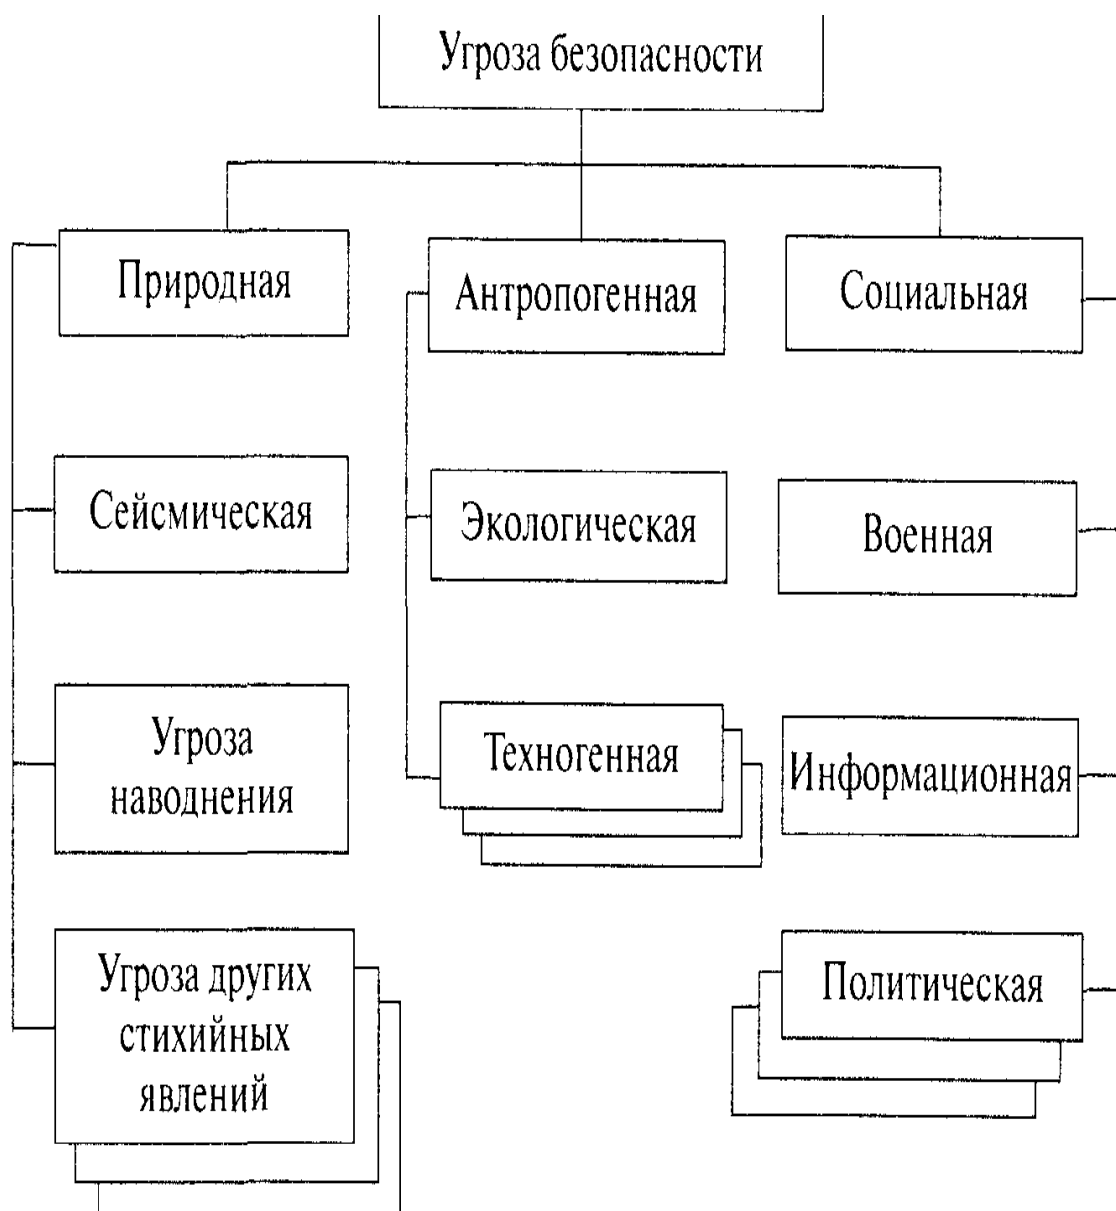 Угроза безопасности
Природная
Антропогенная
Социальная
Сейсмическая
Экологическая
Военная
Угроза
наводнения
Техногенная
Информационная
Угроза других
стихийных
явлений
Политическая